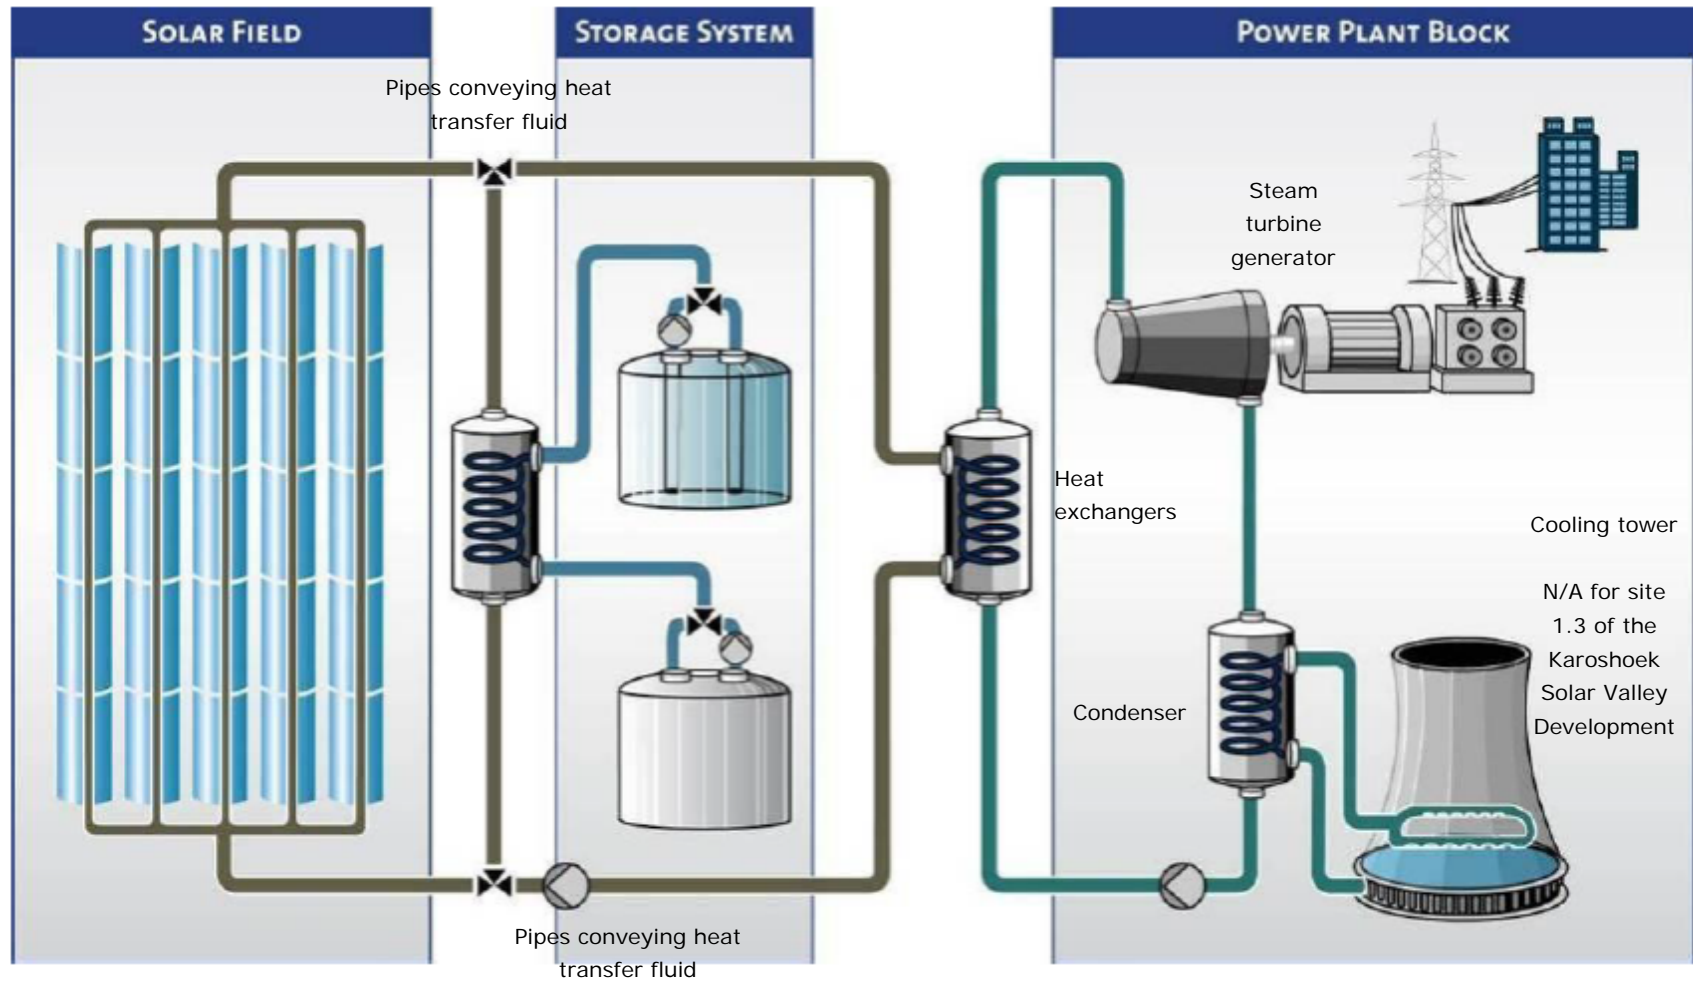 SOLAR FIELD
STORAGE SYSTEM
POWER PLANT BLOCK
Pipes conveying heat
transfer fluid
Steam
turbine
generator
Heat
exchangers
Cooling tower
N/A for site
1.3 of the
Karoshoek
Solar Valley
Development
Condenser
Pipes conveying heat
transfer fluid